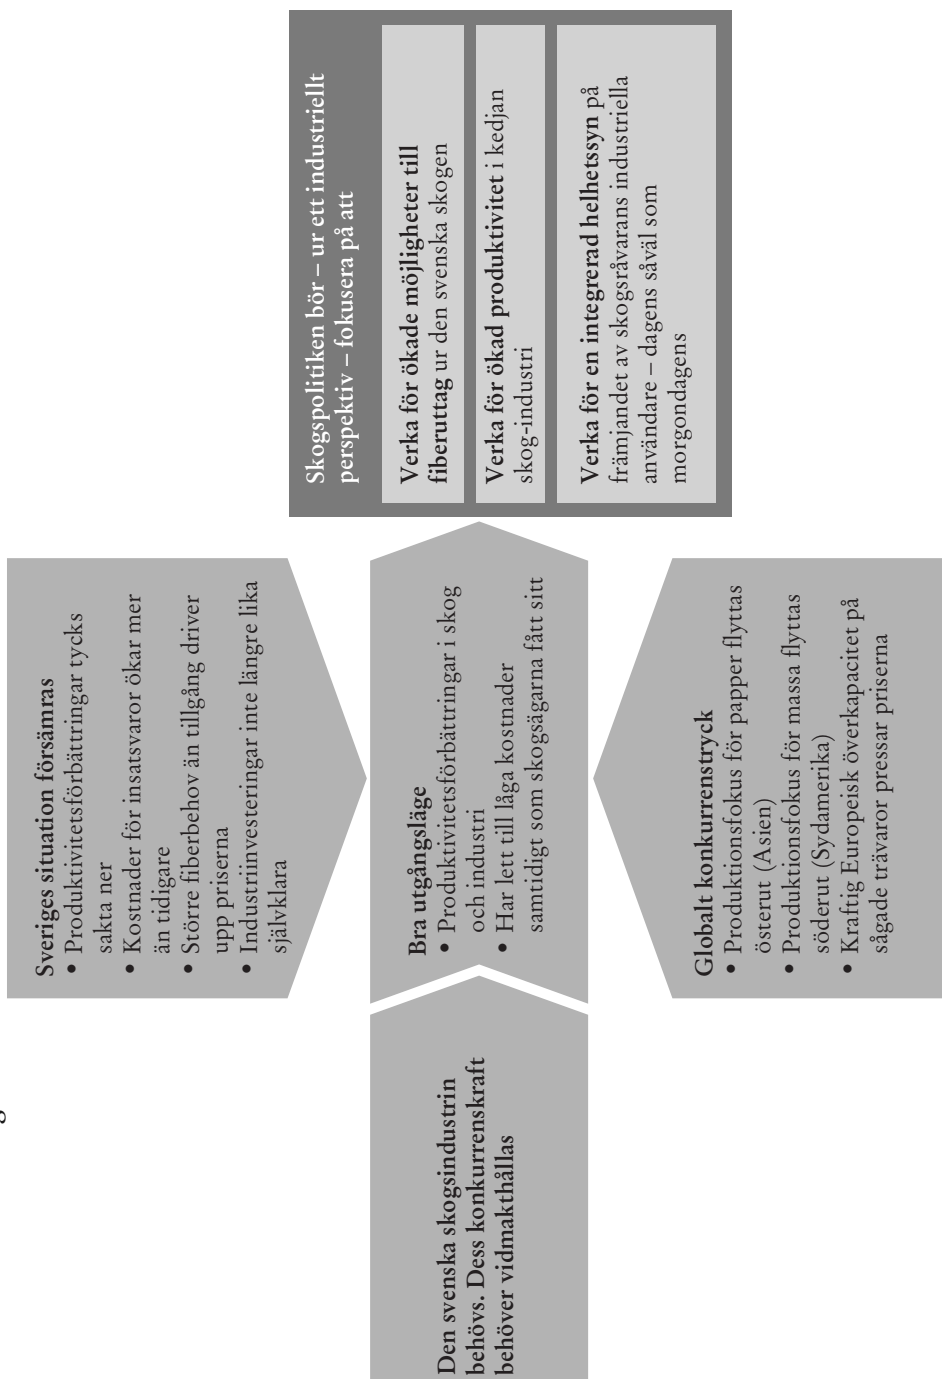 Den svenska skogsindustrin
behövs. Dess konkurrenskraft
behöver vidmakthållas
Sveriges situation försämras
• Produktivitetsförbättringar tycks
sakta ner
• Kostnader för insatsvaror ökar mer
än tidigare
• Större fiberbehov än tillgång driver
upp priserna
• Industriinvesteringar inte längre lika
självklara
Bra utgångsläge
• Produktivitetsförbättringar i skog
och industri
• Har lett till låga kostnader
samtidigt som skogsägarna fått sitt
Globalt konkurrenstryck
• Produktionsfokus för papper flyttas
österut (Asien)
• Produktionsfokus för massa flyttas
söderut (Sydamerika)
• Kraftig Europeisk överkapacitet på
sågade trävaror pressar priserna
Skogspolitiken bör – ur ett industriellt
perspektiv – fokusera på att
Verka för ökade möjligheter till
fiberuttag ur den svenska skogen
Verka för ökad produktivitet i kedjan
skog-industri
Verka för en integrerad helhetssyn på
främjandet av skogsråvarans industriella
användare – dagens såväl som
morgondagens